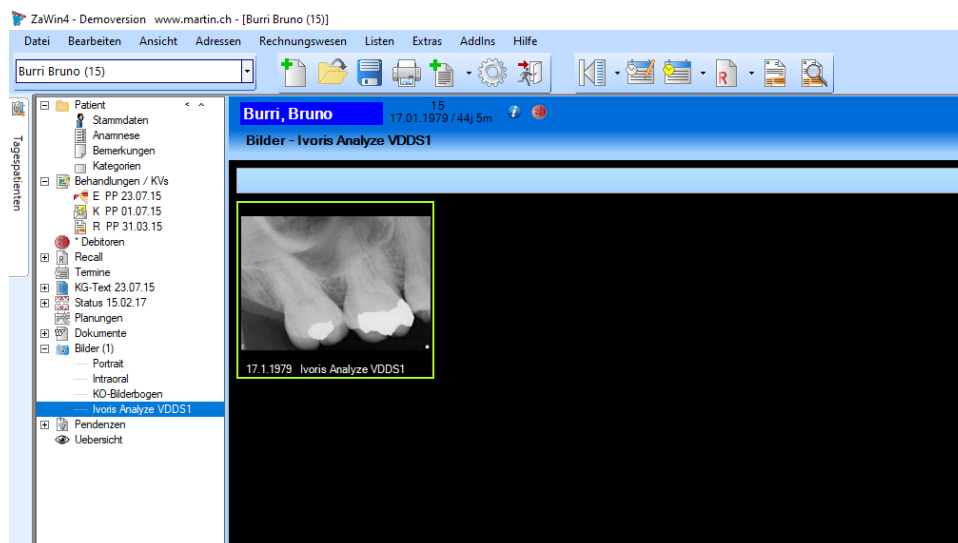 ZaWin4 - Demoversion www.martin.ch - [Burri Bruno (15)]
Datei Bearbeiten Ansicht Adressen Rechnungswesen Listen Extras AddIns Hilfe
Burri Bruno (15)
Tagespatienten
Patient
Stammdaten
Anamnese
Bemerkungen
Kategorien
Behandlungen / KVs
E PP 23.07.15
K PP 01.07.15
R PP 31.03.15
* Debitoren
Recall
Termine
KG-Text 23.07.15
Status 15.02.17
Planungen
Dokumente
Bilder (1)
Portrait
Intraoral
KO-Bilderbogen
Ivoris Analyze VDDS1
Pendenzen
Uebersicht
Burri, Bruno
15
17.01.1979 / 44j 5m
Bilder - Ivoris Analyze VDDS1
17.1.1979 Ivoris Analyze VDDS1